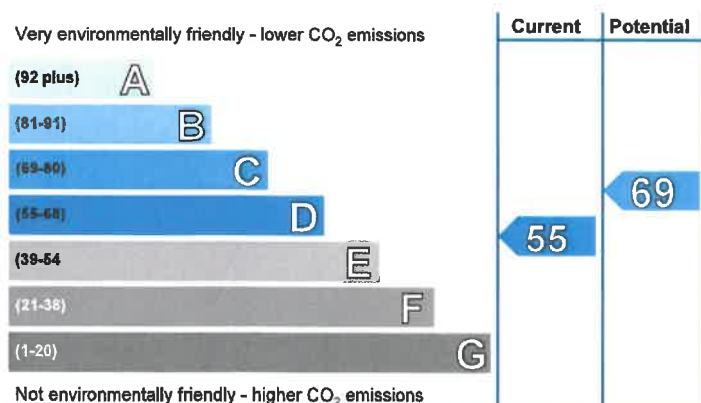 Current Potential
Very environmentally friendly - lower CO₂ emissions
(92 plus) A
(81-91) B
(69-80) C
(55-68) D
(39-54 E
(21-38) F
(1-20) G
69
55
Not environmentally friendly - higher CO₂ emissions